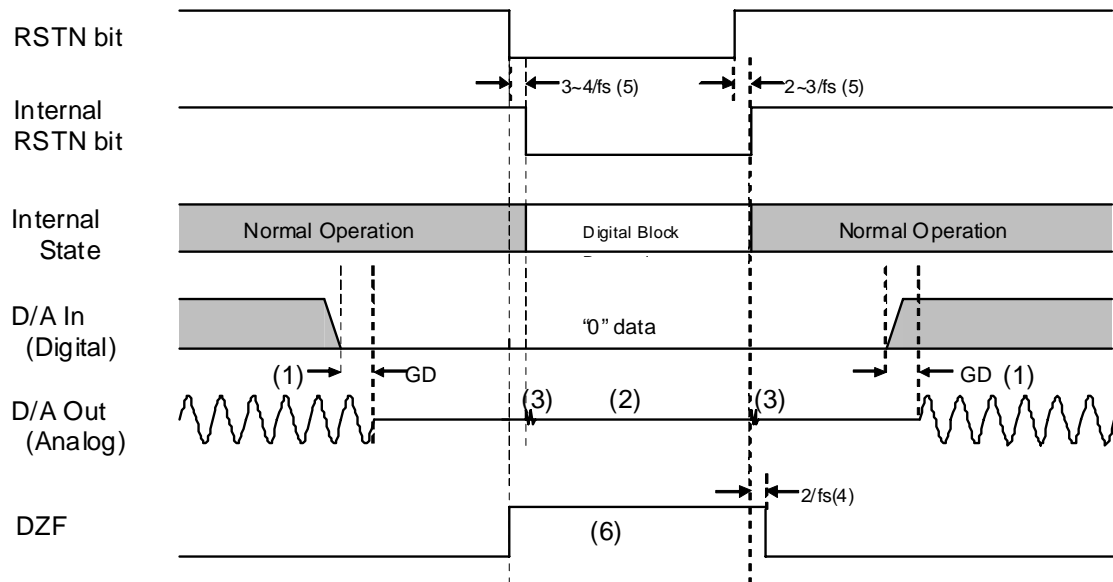 RSTN bit
3~4/fs (5)
2~3/fs (5)
Internal
RSTN bit
Internal
State
Normal Operation
Digital Block
Normal Operation
D/A In
(Digital)
“0” data
(1)
GD
GD
(1)
D/A Out
(Analog)
(3)
(2)
(3)
2/fs(4)
DZF
(6)